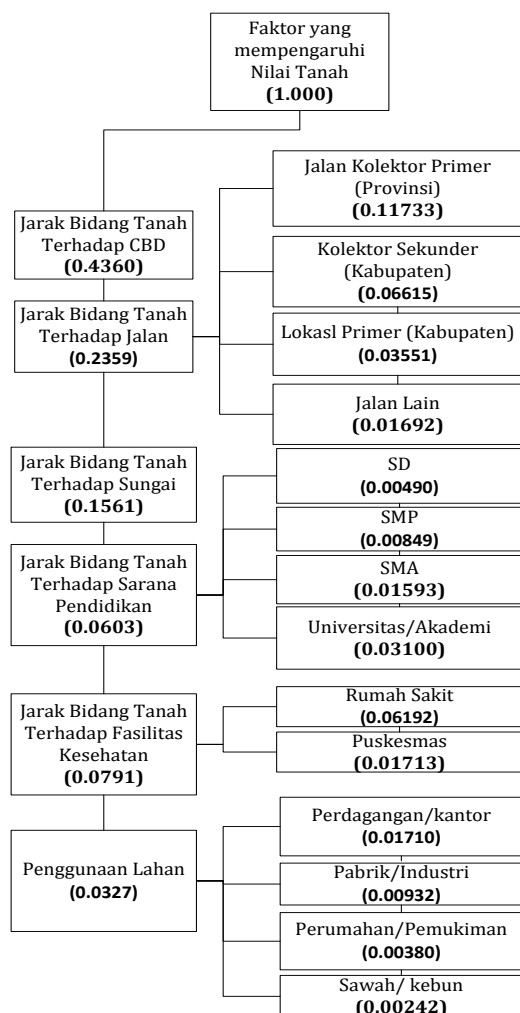 Faktor yang
mempengaruhi
Nilai Tanah
(1.000)
Jarak Bidang Tanah
Terhadap CBD
(0.4360)
Jarak Bidang Tanah
Terhadap Jalan
(0.2359)
Jalan Kolektor Primer
(Provinsi)
(0.11733)
Kolektor Sekunder
(Kabupaten)
(0.06615)
Lokasl Primer (Kabupaten)
(0.03551)
Jalan Lain
(0.01692)
Jarak Bidang Tanah
Terhadap Sungai
(0.1561)
Jarak Bidang Tanah
Terhadap Sarana
Pendidikan
(0.0603)
SD
(0.00490)
SMP
(0.00849)
SMA
(0.01593)
Universitas/Akademi
(0.03100)
Jarak Bidang Tanah
Terhadap Fasilitas
Kesehatan
(0.0791)
Rumah Sakit
(0.06192)
Puskesmas
(0.01713)
Penggunaan Lahan
(0.0327)
Perdagangan/kantor
(0.01710)
Pabrik/Industri
(0.00932)
Perumahan/Pemukiman
(0.00380)
Sawah/ kebun
(0.00242)